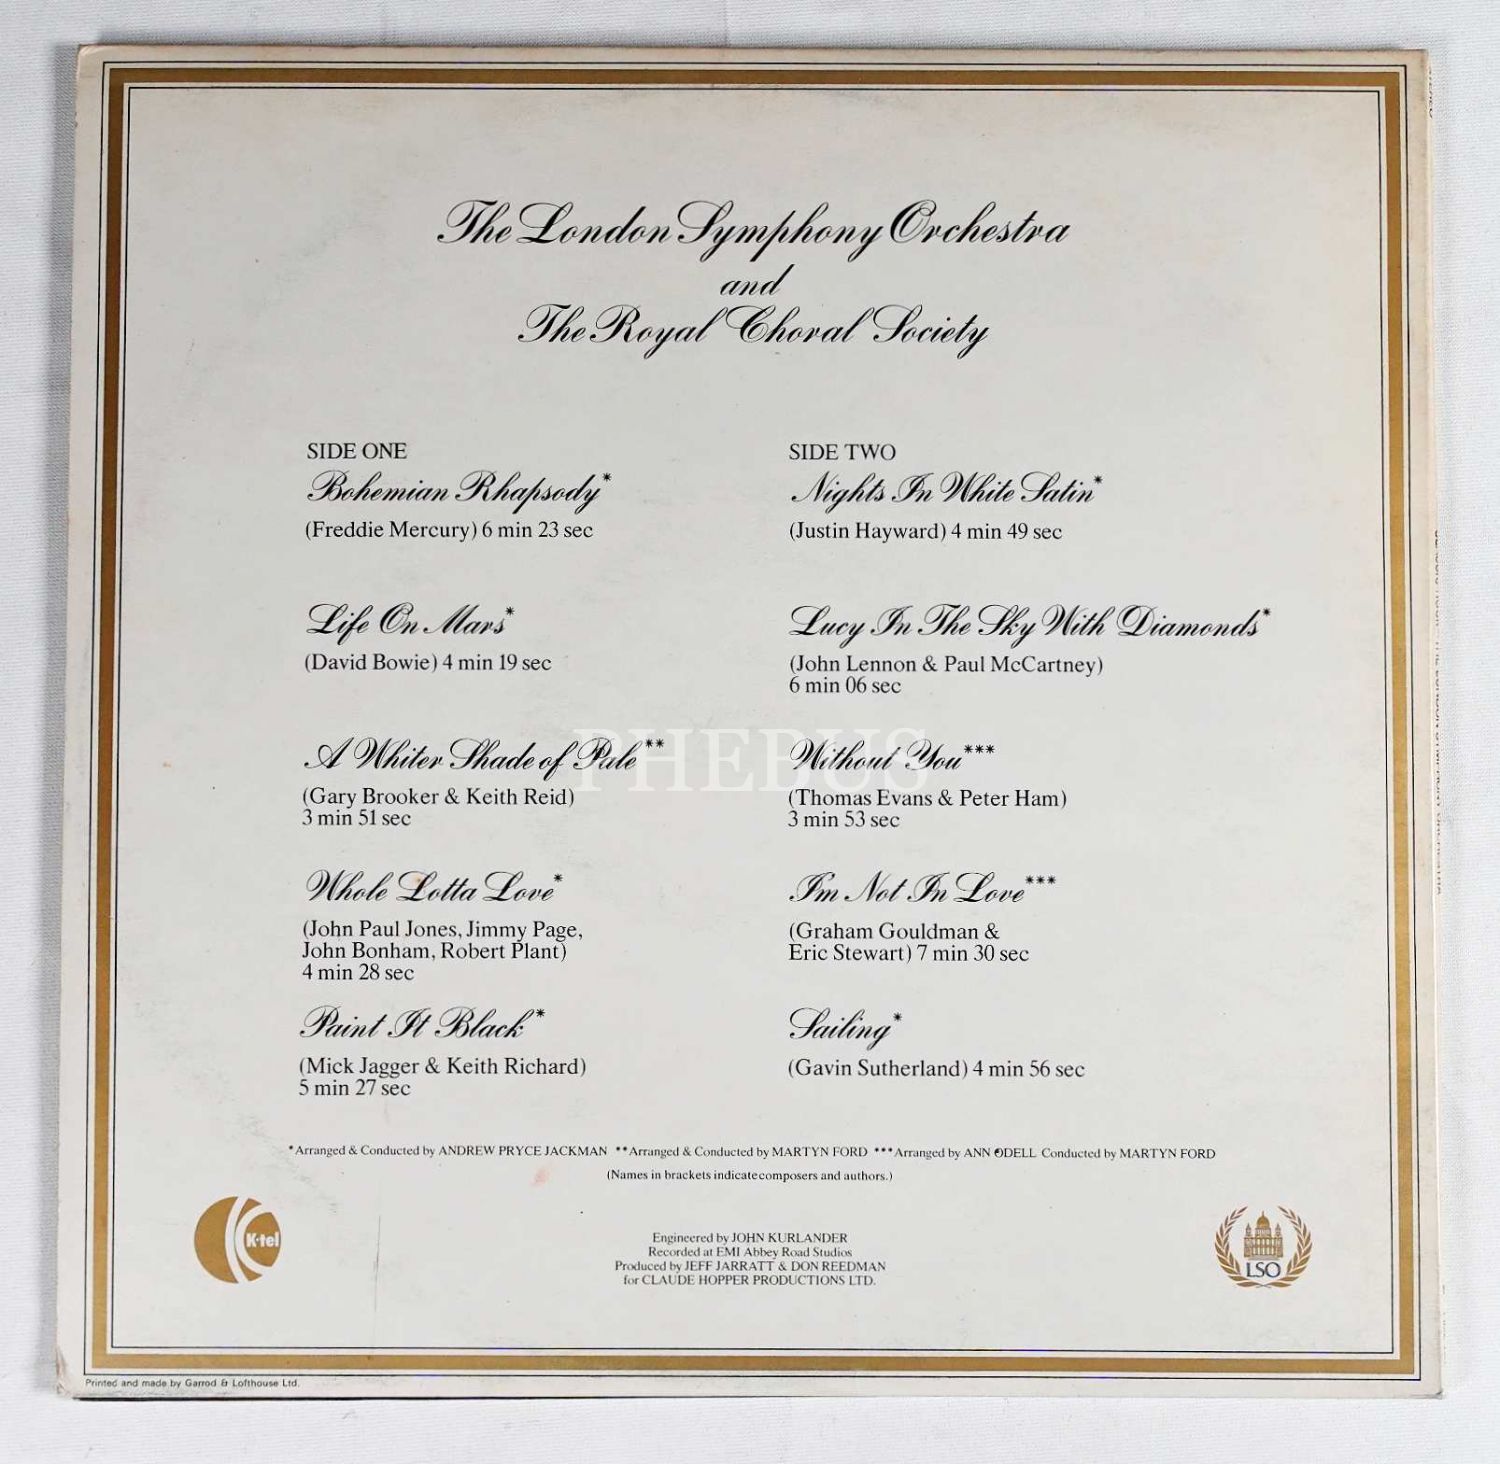 The London Symphony Orchestra
and
The Royal Choral Society
SIDE ONE
Bohemian Rhapsody*
(Freddie Mercury) 6 min 23 sec
Life On Mars*
(David Bowie) 4 min 19 sec
A Whiter Shade of Pale**
(Gary Brooker & Keith Reid)
3 min 51 sec
Whole Lotta Love*
(John Paul Jones, Jimmy Page,
John Bonham, Robert Plant)
4 min 28 sec
Paint It Black*
(Mick Jagger & Keith Richard)
5 min 27 sec
SIDE TWO
Nights In White Satin*
(Justin Hayward) 4 min 49 sec
Lucy In The Sky With Diamonds*
(John Lennon & Paul McCartney)
6 min 06 sec
Without You***
(Thomas Evans & Peter Ham)
3 min 53 sec
I'm Not In Love***
(Graham Gouldman &
Eric Stewart) 7 min 30 sec
Sailing*
(Gavin Sutherland) 4 min 56 sec
PHEBUS
*Arranged & Conducted by ANDREW PRYCE JACKMAN **Arranged & Conducted by MARTYN FORD ***Arranged by ANN ODELL Conducted by MARTYN FORD
(Names in brackets indicate composers and authors.)
K-tel
Engineered by JOHN KURLANDER
Recorded at EMI Abbey Road Studios
Produced by JEFF JARRATT & DON REEDMAN
for CLAUDE HOPPER PRODUCTIONS LTD.
LSO
Printed and made by Garrod & Lofthouse Ltd.